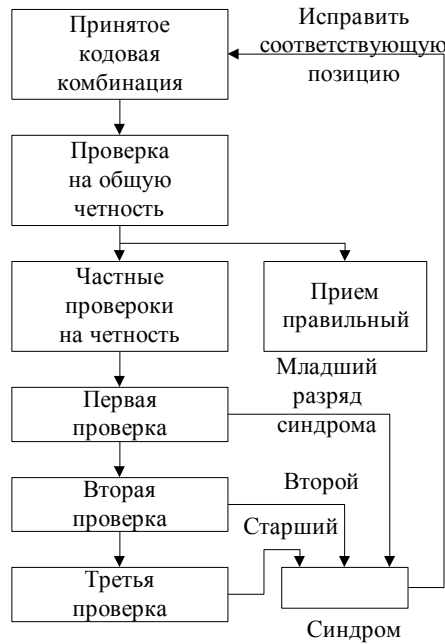 Принятое
кодовая
комбинация
Исправить
соответствующую
позицию
Проверка
на общую
четность
Частные
провероки
на четность
Прием
правильный
Младший
разряд
синдрома
Первая
проверка
Второй
Вторая
проверка
Старший
Третья
проверка
Синдром